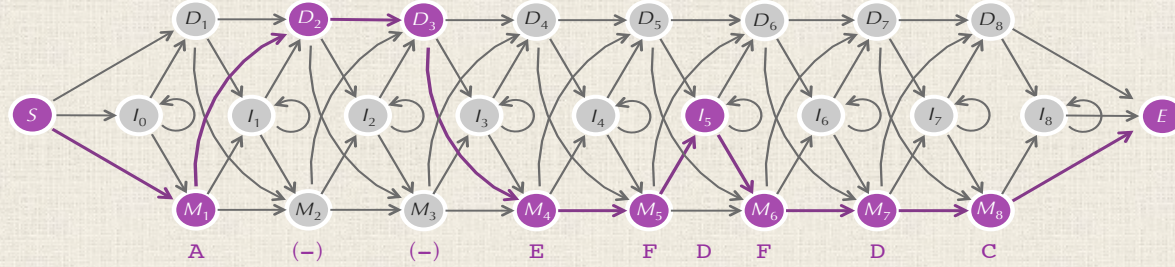 D₁ D₂ D₃ D₄ D₅ D₆ D₇ D₈
S I₀ I₁ I₂ I₃ I₄ I₅ I₆ I₇ I₈ E
M₁ M₂ M₃ M₄ M₅ M₆ M₇ M₈
A (–) (–) E F D F D C